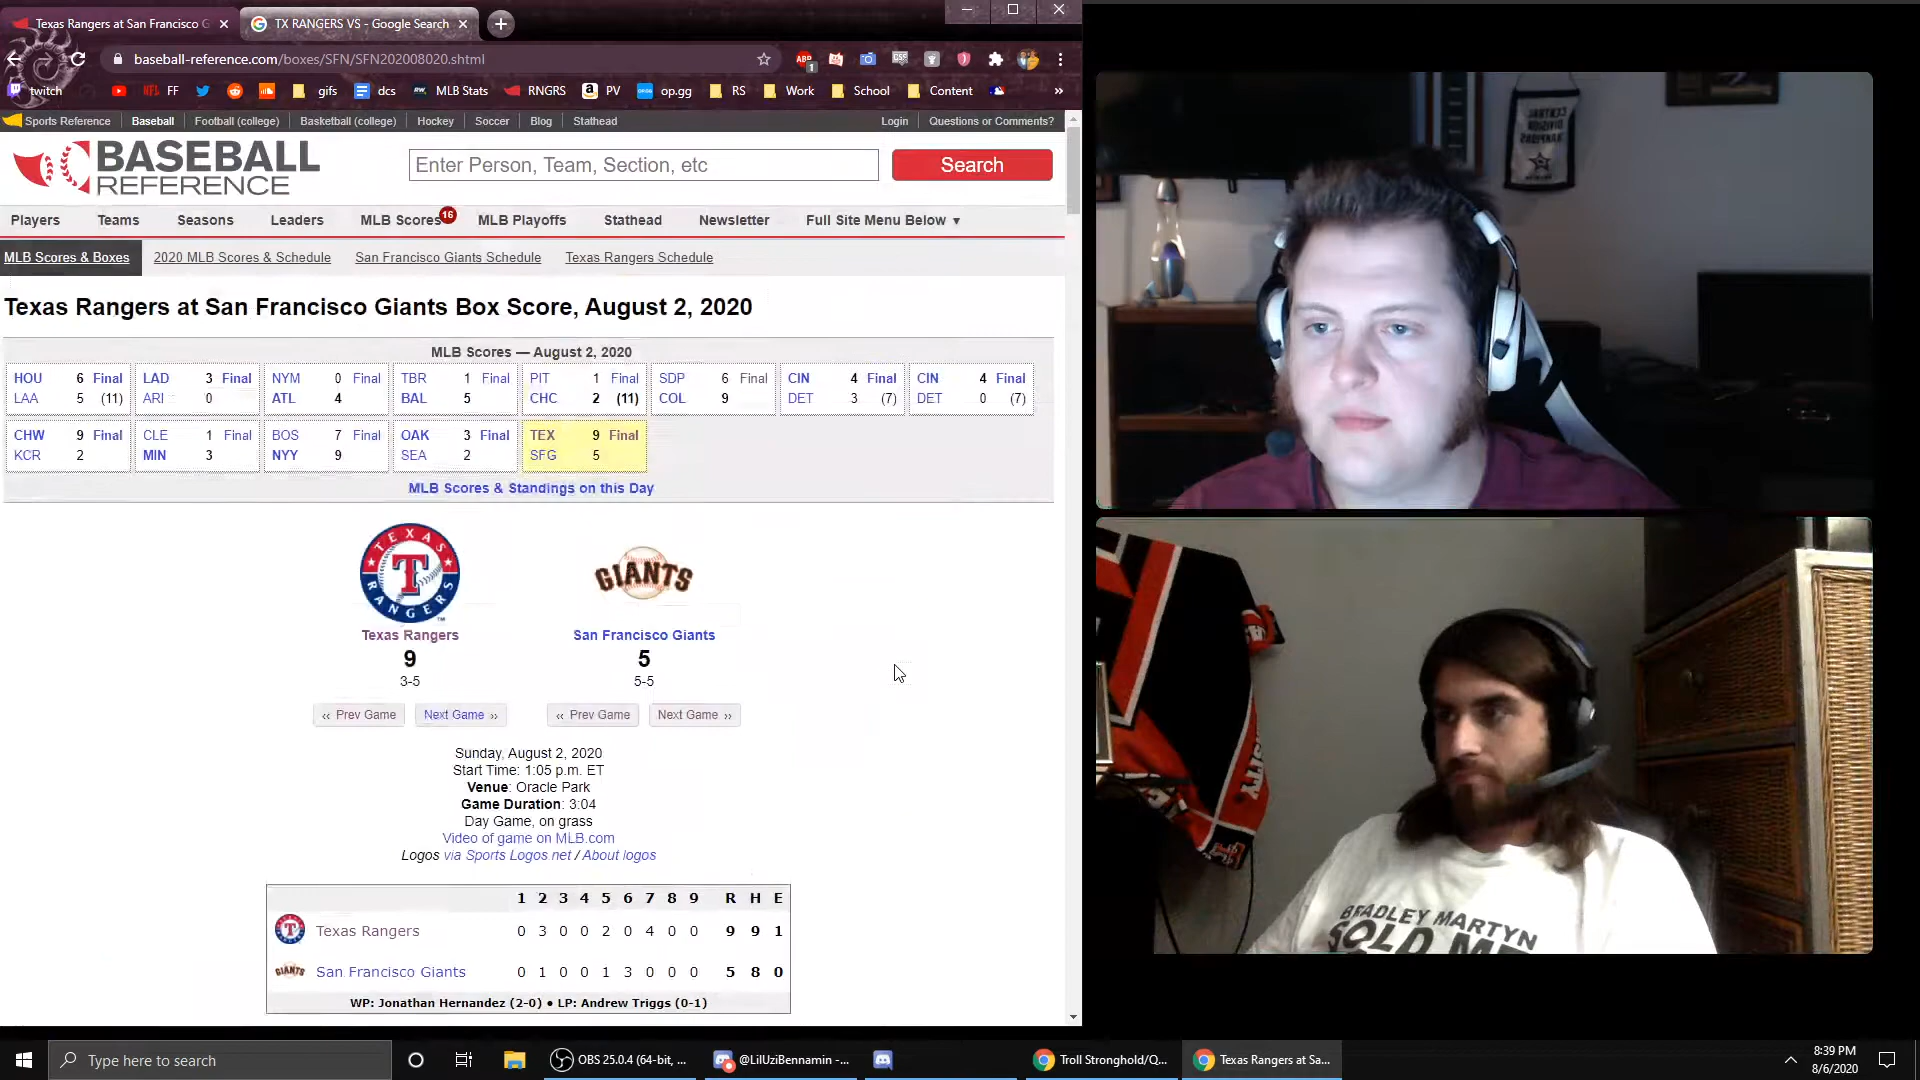 Texas Rangers at San Francisco G
TX RANGERS VS - Google Search
baseball-reference.com/boxes/SFN/SFN202008020.shtml
twitch
NFL
FF
gifs
dcs
MLB Stats
RNGRS
PV
op.gg
RS
Work
School
Content
Sports Reference
Baseball
Football (college)
Basketball (college)
Hockey
Soccer
Blog
Stathead
Login
Questions or Comments?
BASEBALL
REFERENCE
Enter Person, Team, Section, etc
Search
Players
Teams
Seasons
Leaders
MLB Scores 16
MLB Playoffs
Stathead
Newsletter
Full Site Menu Below ▼
MLB Scores & Boxes
2020 MLB Scores & Schedule
San Francisco Giants Schedule
Texas Rangers Schedule
Texas Rangers at San Francisco Giants Box Score, August 2, 2020
MLB Scores — August 2, 2020
HOU 6 Final
LAA 5 (11)
LAD 3 Final
ARI 0
NYM 0 Final
ATL 4
TBR 1 Final
BAL 5
PIT 1 Final
CHC 2 (11)
SDP 6 Final
COL 9
CIN 4 Final
DET 3 (7)
CIN 4 Final
DET 0 (7)
CHW 9 Final
KCR 2
CLE 1 Final
MIN 3
BOS 7 Final
NYY 9
OAK 3 Final
SEA 2
TEX 9 Final
SFG 5
MLB Scores & Standings on this Day
TEXAS
T
RANGERS
GIANTS
Texas Rangers
San Francisco Giants
9
5
3-5
5-5
‹‹ Prev Game
Next Game ››
‹‹ Prev Game
Next Game ››
Sunday, August 2, 2020
Start Time: 1:05 p.m. ET
Venue: Oracle Park
Game Duration: 3:04
Day Game, on grass
Video of game on MLB.com
Logos via Sports Logos.net / About logos
1 2 3 4 5 6 7 8 9 R H E
Texas Rangers 0 3 0 0 2 0 4 0 0 9 9 1
San Francisco Giants 0 1 0 0 1 3 0 0 0 5 8 0
WP: Jonathan Hernandez (2-0) ● LP: Andrew Triggs (0-1)
BRADLEY MARTYN
SOLD ME
Type here to search
OBS 25.0.4 (64-bit, ...
@LilUziBennamin -...
Troll Stronghold/Q...
Texas Rangers at Sa...
8:39 PM
8/6/2020